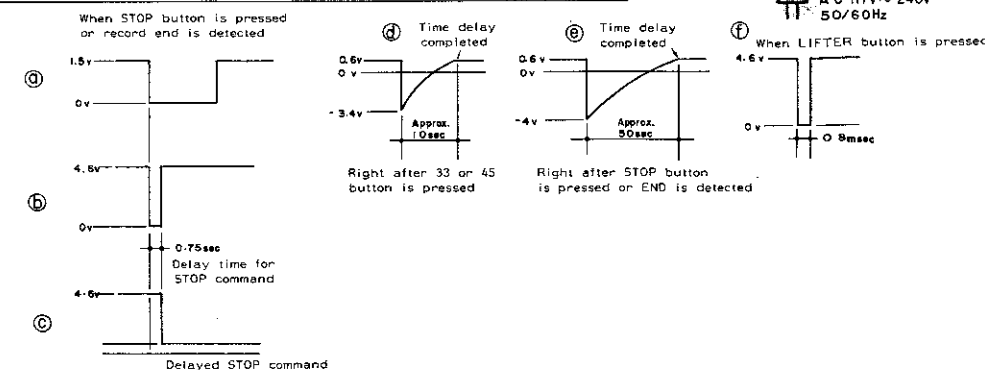 When STOP button is pressed
or record end is detected
ⓐ
1.5v
0v
ⓑ
4.6v
0v
0.75sec
Delay time for
STOP command
ⓒ
4.6v
Delayed STOP command
ⓓ
Time delay
completed
0.6v
0v
-3.4v
Approx.
10sec
Right after 33 or 45
button is pressed
ⓔ
Time delay
completed
0.6v
0v
-4v
Approx.
50sec
Right after STOP button
is pressed or END is detected
50/60Hz
ⓕ
When LIFTER button is pressed
4.6v
0v
0.8msec